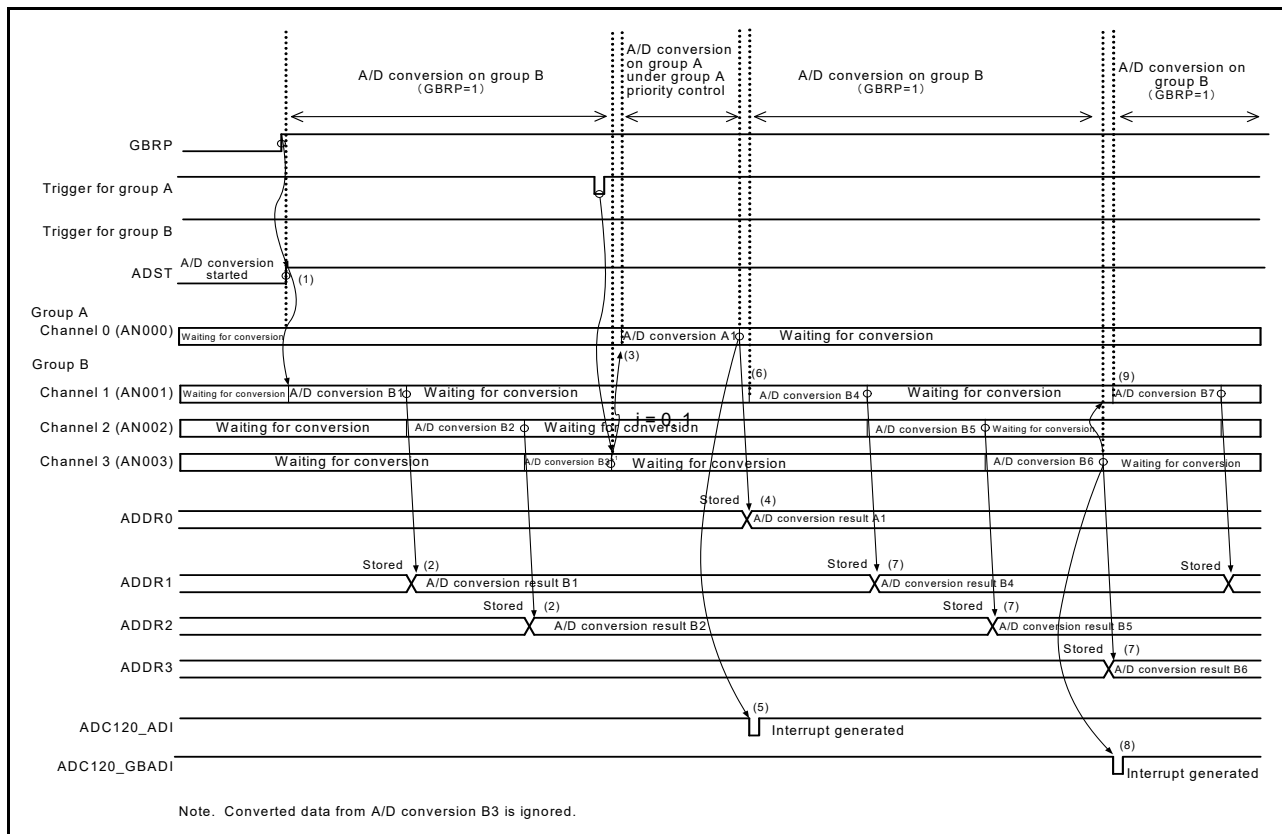 A/D conversion on group B
(GBRP=1)
A/D conversion
on group A
under group A
priority control
A/D conversion on group B
(GBRP=1)
A/D conversion on
group B
(GBRP=1)
GBRP
Trigger for group A
Trigger for group B
ADST
A/D conversion
started
(1)
Group A
Channel 0 (AN000)
Waiting for conversion
A/D conversion A1
Waiting for conversion
(3)
Group B
(6)
(9)
Channel 1 (AN001)
Waiting for conversion
A/D conversion B1
Waiting for conversion
A/D conversion B4
Waiting for conversion
A/D conversion B7
j = 0, 1
Channel 2 (AN002)
Waiting for conversion
A/D conversion B2
Waiting for conversion
A/D conversion B5
Waiting for conversion
Channel 3 (AN003)
Waiting for conversion
A/D conversion B3
Waiting for conversion
A/D conversion B6
Waiting for conversion
Stored (4)
ADDR0
A/D conversion result A1
Stored (2)
Stored (7)
Stored
ADDR1
A/D conversion result B1
A/D conversion result B4
Stored (2)
Stored (7)
ADDR2
A/D conversion result B2
A/D conversion result B5
Stored (7)
ADDR3
A/D conversion result B6
(5)
ADC120_ADI
Interrupt generated
(8)
ADC120_GBADI
Interrupt generated
Note. Converted data from A/D conversion B3 is ignored.